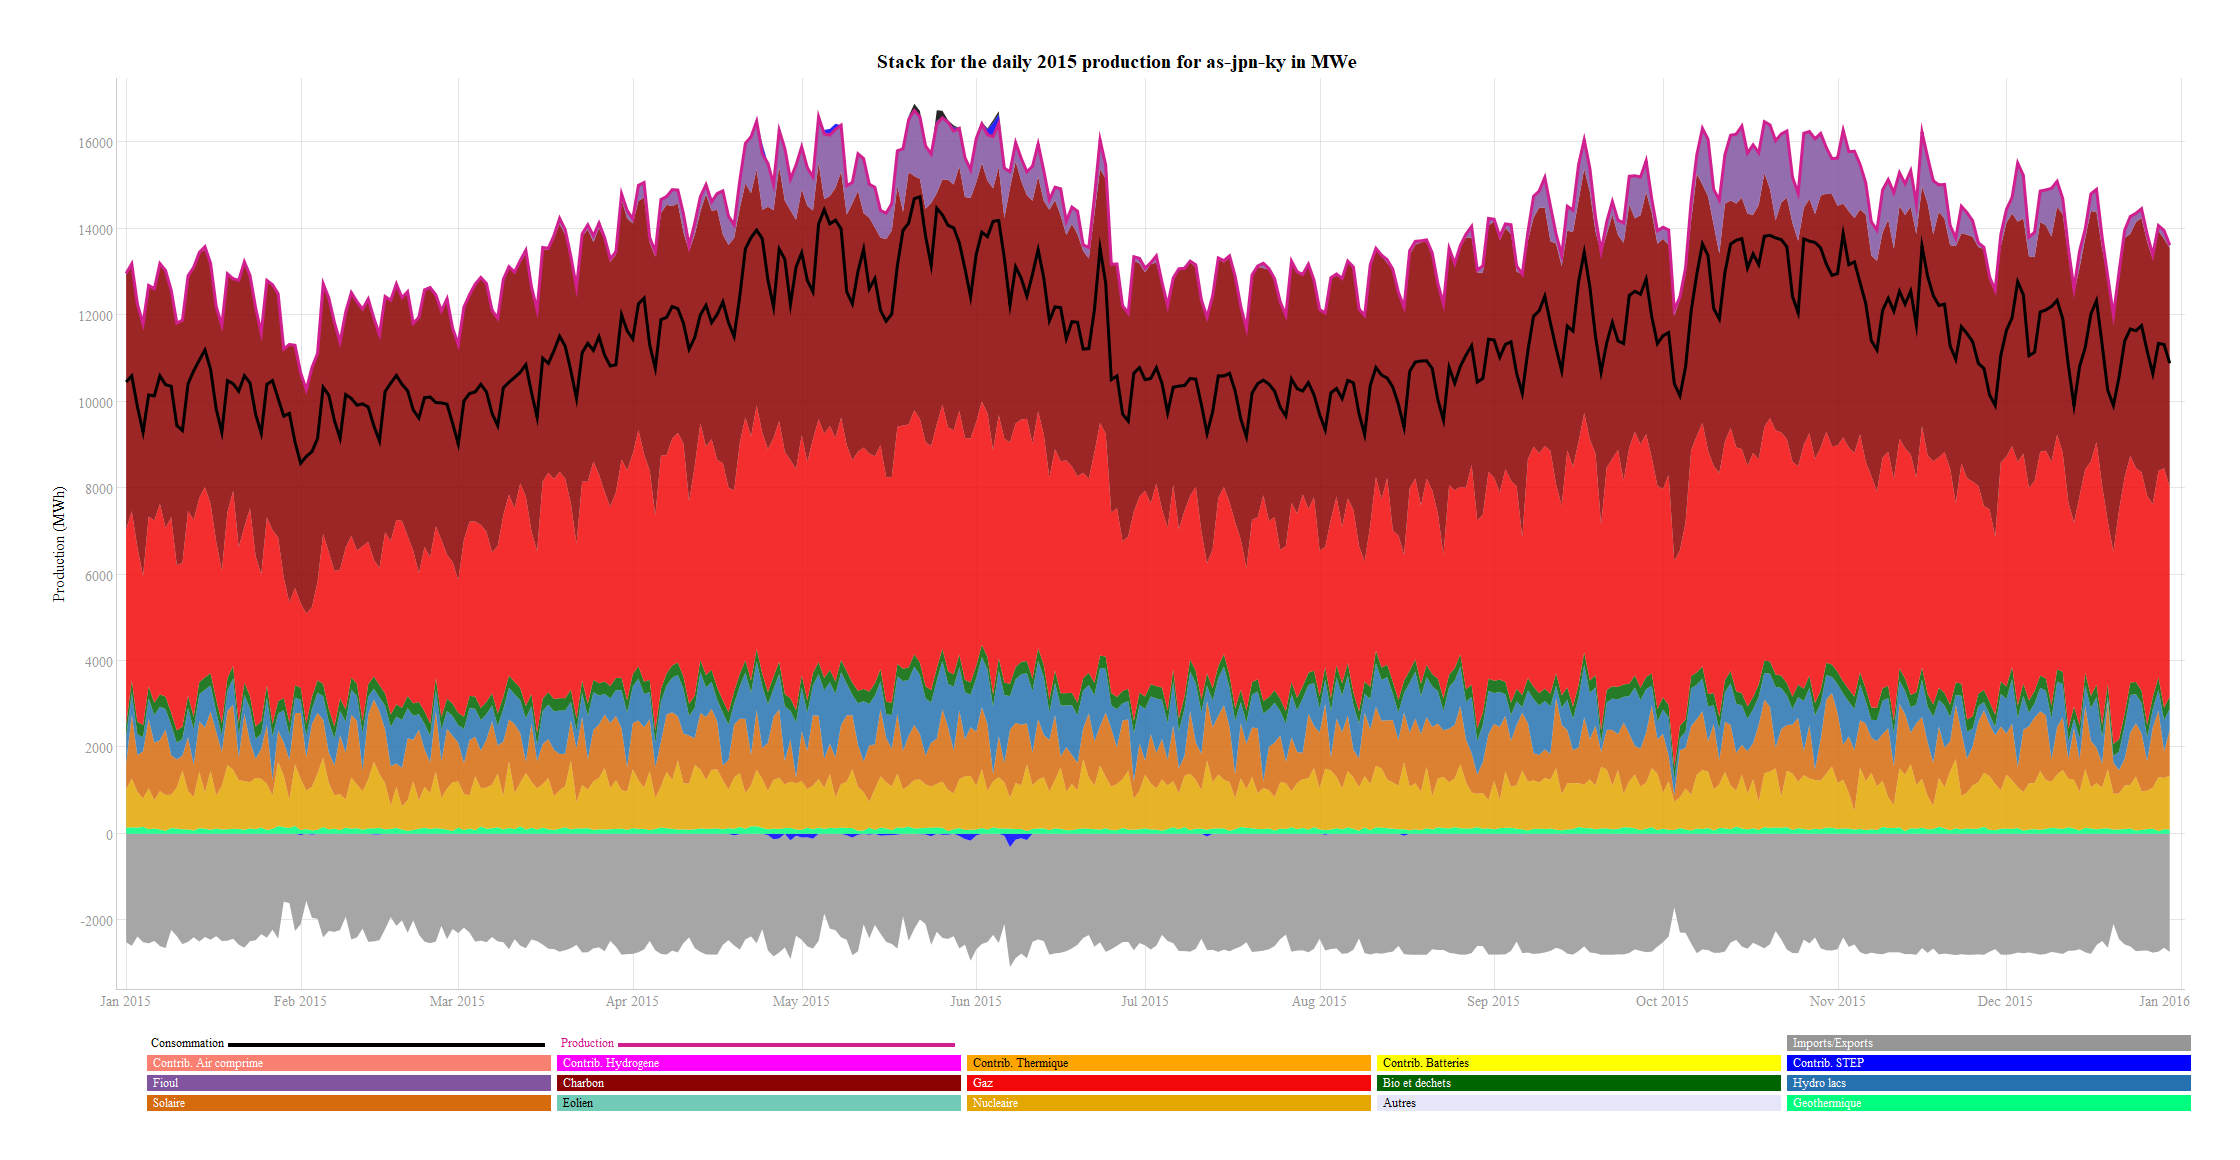 Stack for the daily 2015 production for as-jpn-ky in MWe
Production (MWh)
16000
14000
12000
10000
8000
6000
4000
2000
0
-2000
Jan 2015 Feb 2015 Mar 2015 Apr 2015 May 2015 Jun 2015 Jul 2015 Aug 2015 Sep 2015 Oct 2015 Nov 2015 Dec 2015 Jan 2016
Consommation Production Imports/Exports
Contrib. Air comprime Contrib. Hydrogene Contrib. Thermique Contrib. Batteries Contrib. STEP
Fioul Charbon Gaz Bio et dechets Hydro lacs
Solaire Eolien Nucleaire Autres Geothermique